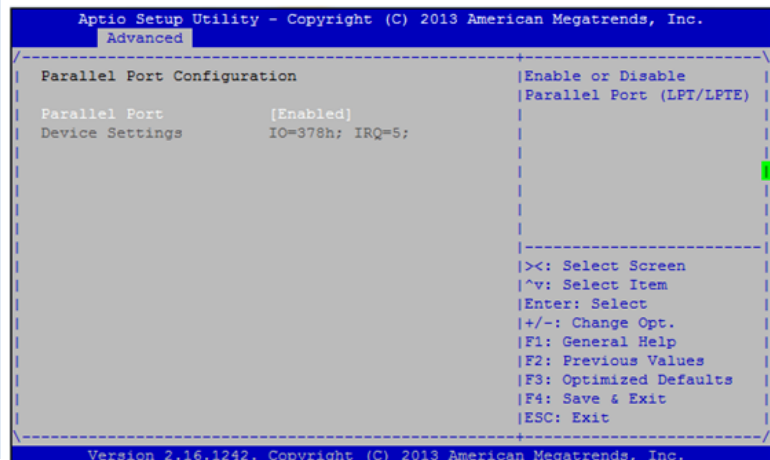 Aptio Setup Utility - Copyright (C) 2013 American Megatrends, Inc.
Advanced
Parallel Port Configuration
Enable or Disable
Parallel Port (LPT/LPTE)
Parallel Port [Enabled]
Device Settings IO=378h; IRQ=5;
><: Select Screen
^v: Select Item
Enter: Select
+/-: Change Opt.
F1: General Help
F2: Previous Values
F3: Optimized Defaults
F4: Save & Exit
ESC: Exit
Version 2.16.1242. Copyright (C) 2013 American Megatrends, Inc.